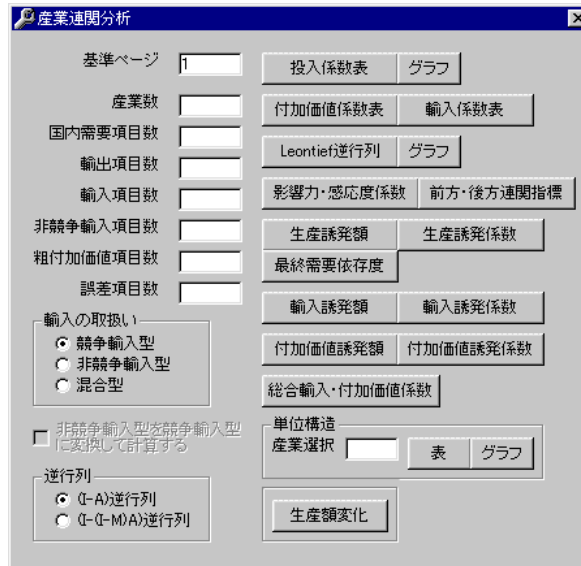 産業連関分析
基準ページ 1
産業数
国内需要項目数
輸出項目数
輸入項目数
非競争輸入項目数
粗付加価値項目数
誤差項目数
輸入の取扱い
競争輸入型
非競争輸入型
混合型
非競争輸入型を競争輸入型
に変換して計算する
逆行列
(I-A)逆行列
(I-(I-M)A)逆行列
投入係数表 グラフ
付加価値係数表 輸入係数表
Leontief逆行列 グラフ
影響力・感応度係数 前方・後方連関指標
生産誘発額 生産誘発係数
最終需要依存度
輸入誘発額 輸入誘発係数
付加価値誘発額 付加価値誘発係数
総合輸入・付加価値係数
単位構造
産業選択 表 グラフ
生産額変化